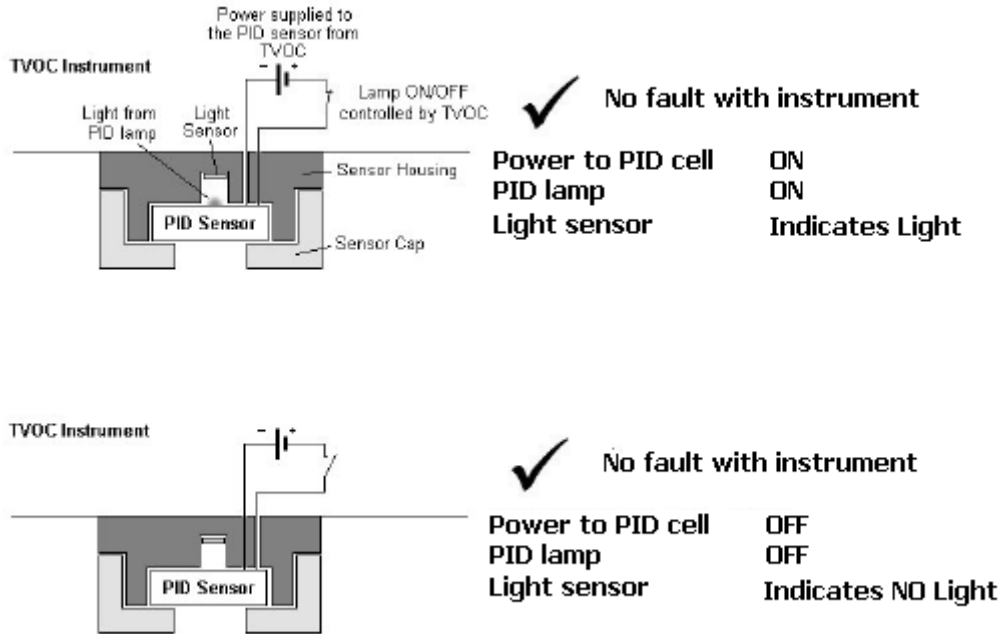 Power supplied to
the PID sensor from
TVOC
TVOC Instrument
- +
Light from
PID lamp
Light
Sensor
Lamp ON/OFF
controlled by TVOC
Sensor Housing
PID Sensor
Sensor Cap
No fault with instrument
Power to PID cell ON
PID lamp ON
Light sensor Indicates Light
TVOC Instrument
- +
PID Sensor
No fault with instrument
Power to PID cell OFF
PID lamp OFF
Light sensor Indicates NO Light